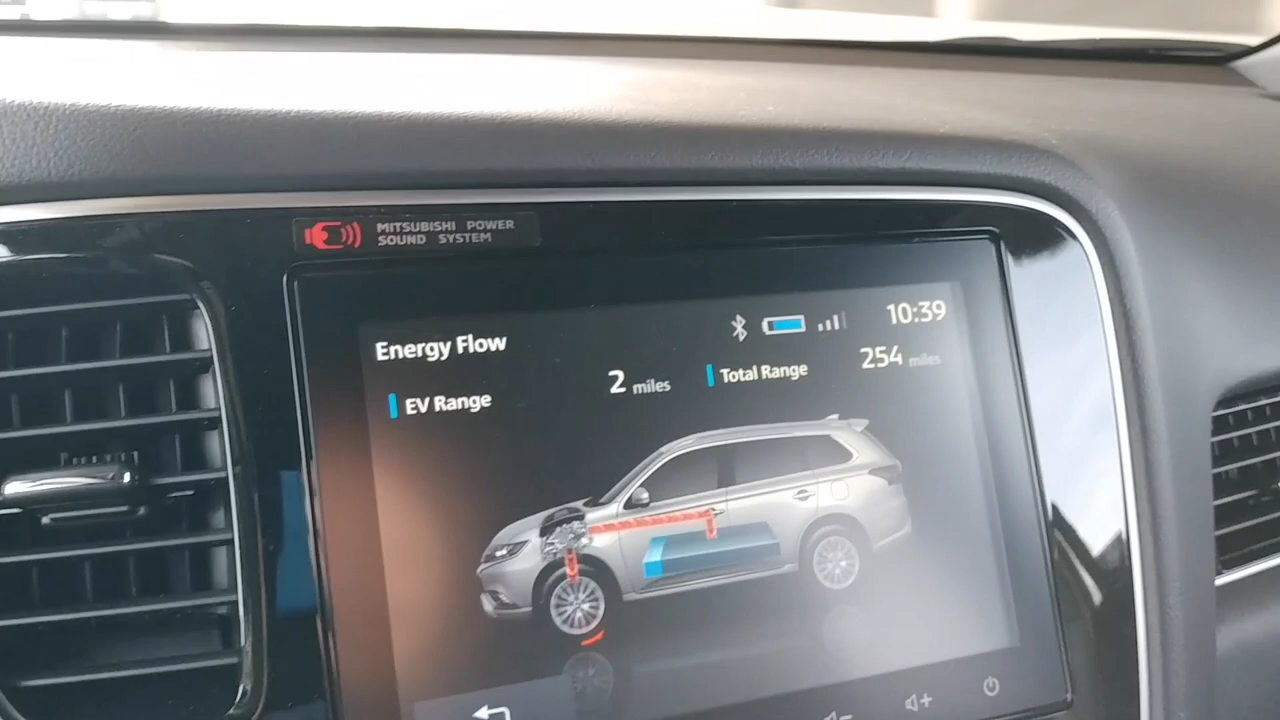 MITSUBISHI POWER
SOUND SYSTEM
10:39
Energy Flow
EV Range 2 miles Total Range 254 miles